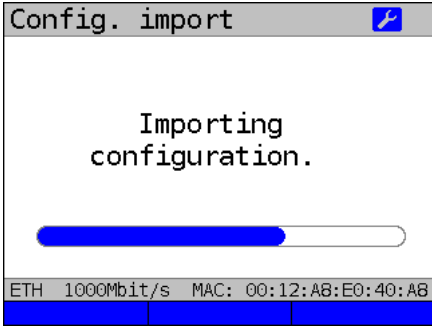 Config. import
Importing
configuration.
ETH 1000Mbit/s MAC: 00:12:A8:E0:40:A8